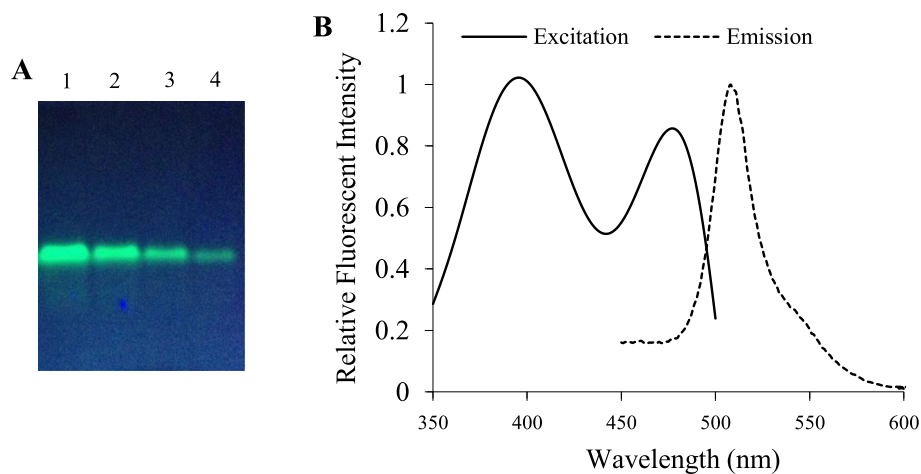 A
1 2 3 4
B
Excitation Emission
Relative Fluorescent Intensity
1.2
1
0.8
0.6
0.4
0.2
0
350 400 450 500 550 600
Wavelength (nm)